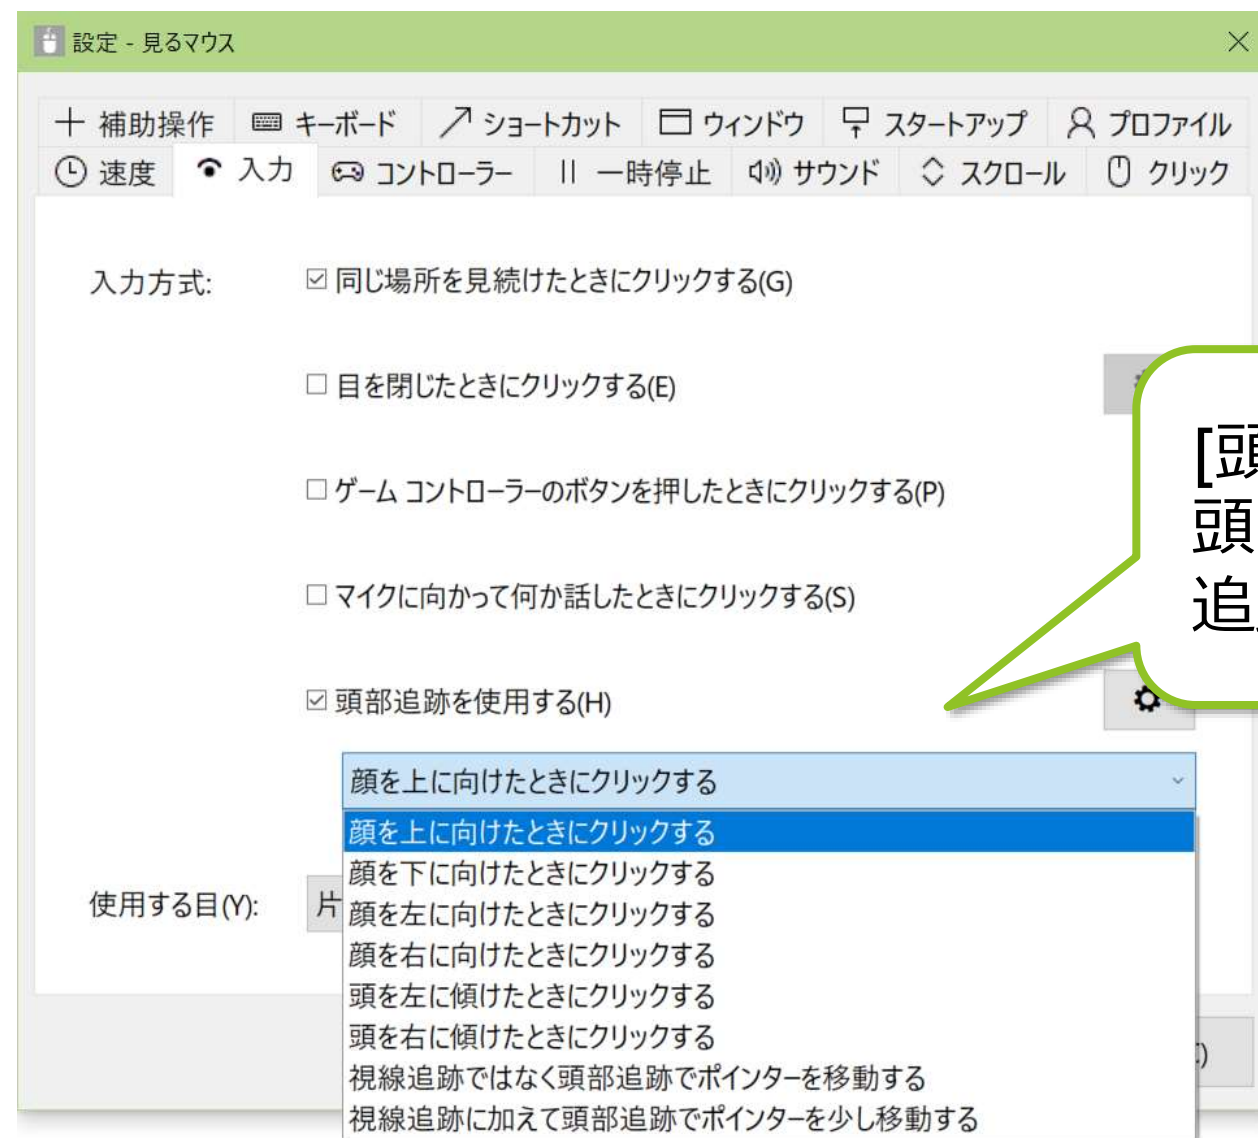 設定 - 見るマウス
補助操作 キーボード ショートカット ウィンドウ スタートアップ プロファイル
速度 入力 コントローラー 一時停止 サウンド スクロール クリック
入力方式: 同じ場所を見続けたときにクリックする(G)
目を閉じたときにクリックする(E)
ゲーム コントローラーのボタンを押したときにクリックする(P)
マイクに向かって何か話したときにクリックする(S)
頭部追跡を使用する(H)
顔を上に向けたときにクリックする
顔を上に向けたときにクリックする
顔を下に向けたときにクリックする
使用する目(Y): 片
顔を左に向けたときにクリックする
顔を右に向けたときにクリックする
頭を左に傾けたときにクリックする
頭を右に傾けたときにクリックする
視線追跡ではなく頭部追跡でポインターを移動する
視線追跡に加えて頭部追跡でポインターを少し移動する
[頭
頭
追